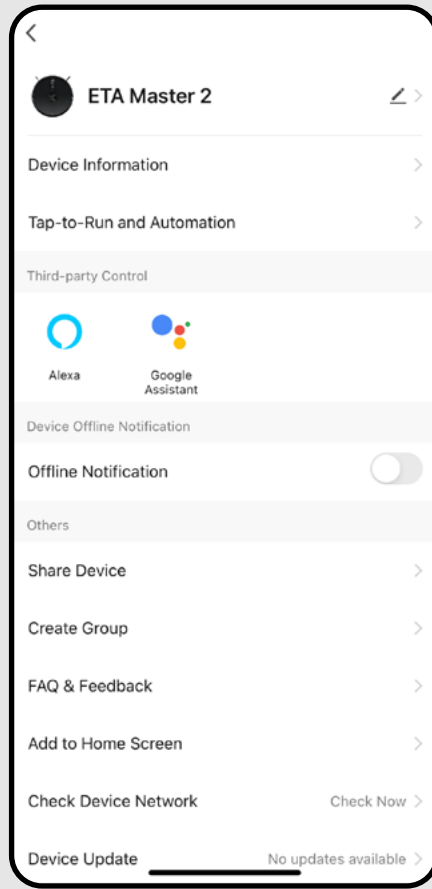 ETA Master 2
Device Information
Tap-to-Run and Automation
Third-party Control
Alexa
Google
Assistant
Device Offline Notification
Offline Notification
Others
Share Device
Create Group
FAQ & Feedback
Add to Home Screen
Check Device Network Check Now
Device Update No updates available